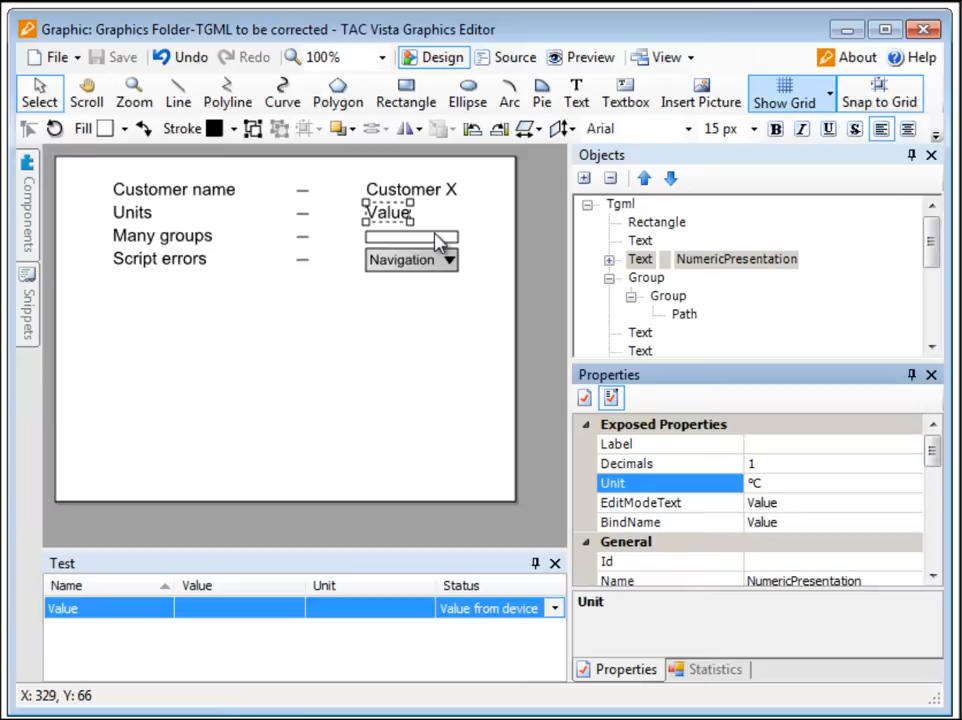 Graphic: Graphics Folder-TGML to be corrected - TAC Vista Graphics Editor
File Save Undo Redo 100% Design Source Preview View About Help
Select Scroll Zoom Line Polyline Curve Polygon Rectangle Ellipse Arc Pie Text Textbox Insert Picture Show Grid Snap to Grid
Fill Stroke Arial 15 px B I U S
Components
Snippets
Customer name — Customer X
Units — Value
Many groups —
Script errors — Navigation
Objects
Tgml
Rectangle
Text
Text NumericPresentation
Group
Group
Path
Text
Text
Properties
Exposed Properties
Label
Decimals 1
Unit ºC
EditModeText Value
BindName Value
General
Id
Name NumericPresentation
Unit
Properties Statistics
Test
Name Value Unit Status
Value Value from device
X: 329, Y: 66